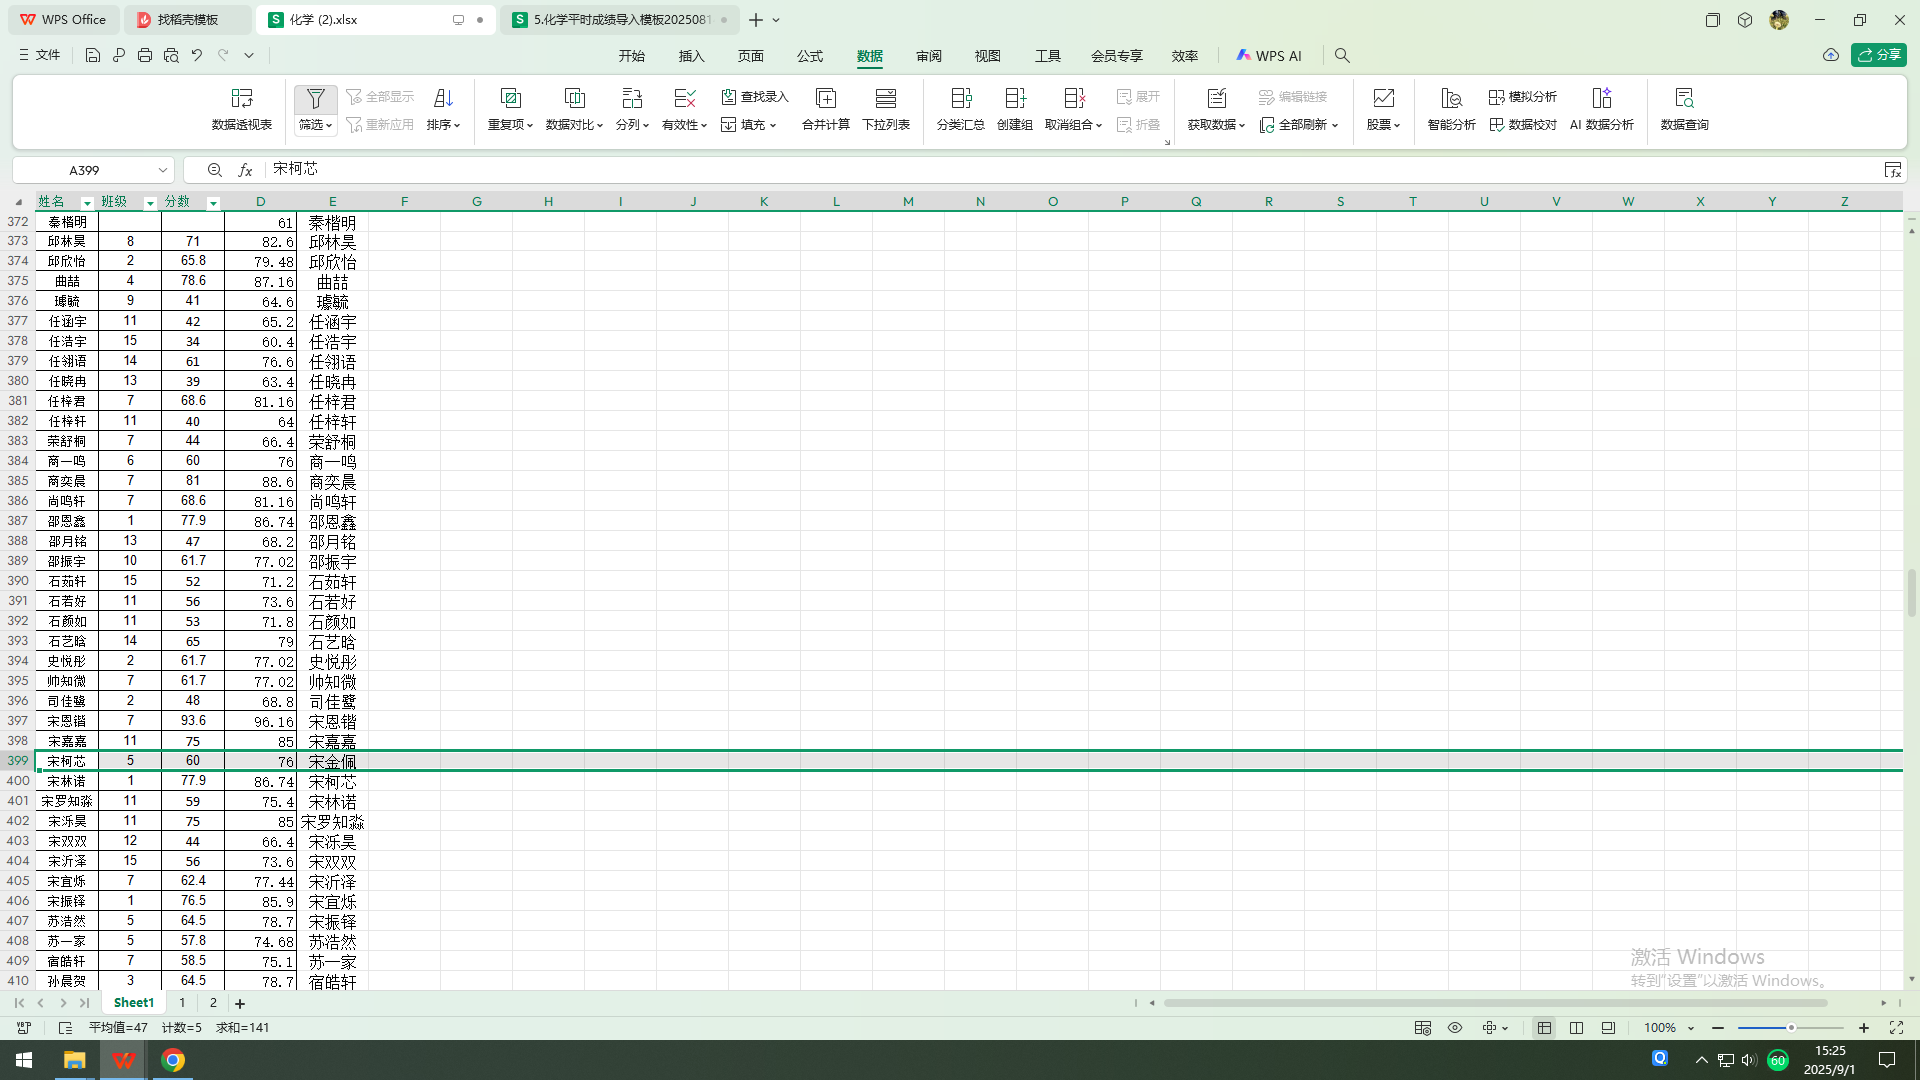 WPS Office 找稻壳模板 化学 (2).xlsx 5.化学平时成绩导入模板2025081
文件 开始 插入 页面 公式 数据 审阅 视图 工具 会员专享 效率 WPS AI 分享
数据透视表 筛选 全部显示 重新应用 排序 重复项 数据对比 分列 有效性 查找录入 填充 合并计算 下拉列表 分类汇总 创建组 取消组合 展开 折叠 获取数据 编辑链接 全部刷新 股票 智能分析 模拟分析 数据校对 AI 数据分析 数据查询
A399 fx 宋柯芯
姓名 班级 分数 D E F G H I J K L M N O P Q R S T U V W X Y Z
372 秦楷明 61 秦楷明
373 邱林昊 8 71 82.6 邱林昊
374 邱欣怡 2 65.8 79.48 邱欣怡
375 曲喆 4 78.6 87.16 曲喆
376 璩毓 9 41 64.6 璩毓
377 任涵宇 11 42 65.2 任涵宇
378 任浩宇 15 34 60.4 任浩宇
379 任翎语 14 61 76.6 任翎语
380 任晓冉 13 39 63.4 任晓冉
381 任梓君 7 68.6 81.16 任梓君
382 任梓轩 11 40 64 任梓轩
383 荣舒桐 7 44 66.4 荣舒桐
384 商一鸣 6 60 76 商一鸣
385 商奕晨 7 81 88.6 商奕晨
386 尚鸣轩 7 68.6 81.16 尚鸣轩
387 邵恩鑫 1 77.9 86.74 邵恩鑫
388 邵月铭 13 47 68.2 邵月铭
389 邵振宇 10 61.7 77.02 邵振宇
390 石茹轩 15 52 71.2 石茹轩
391 石若好 11 56 73.6 石若好
392 石颜如 11 53 71.8 石颜如
393 石艺晗 14 65 79 石艺晗
394 史悦彤 2 61.7 77.02 史悦彤
395 帅知微 7 61.7 77.02 帅知微
396 司佳鹭 2 48 68.8 司佳鹭
397 宋恩锴 7 93.6 96.16 宋恩锴
398 宋嘉嘉 11 75 85 宋嘉嘉
399 宋柯芯 5 60 76 宋金佩
400 宋林诺 1 77.9 86.74 宋柯芯
401 宋罗知淼 11 59 75.4 宋林诺
402 宋泺昊 11 75 85 宋罗知淼
403 宋双双 12 44 66.4 宋泺昊
404 宋沂泽 15 56 73.6 宋双双
405 宋宜烁 7 62.4 77.44 宋沂泽
406 宋振铎 1 76.5 85.9 宋宜烁
407 苏浩然 5 64.5 78.7 宋振铎
408 苏一家 5 57.8 74.68 苏浩然
409 宿皓轩 7 58.5 75.1 苏一家
410 孙晨贺 3 64.5 78.7 宿皓轩
激活 Windows
转到"设置"以激活 Windows。
Sheet1 1 2
平均值=47 计数=5 求和=141 100%
60 15:25
2025/9/1